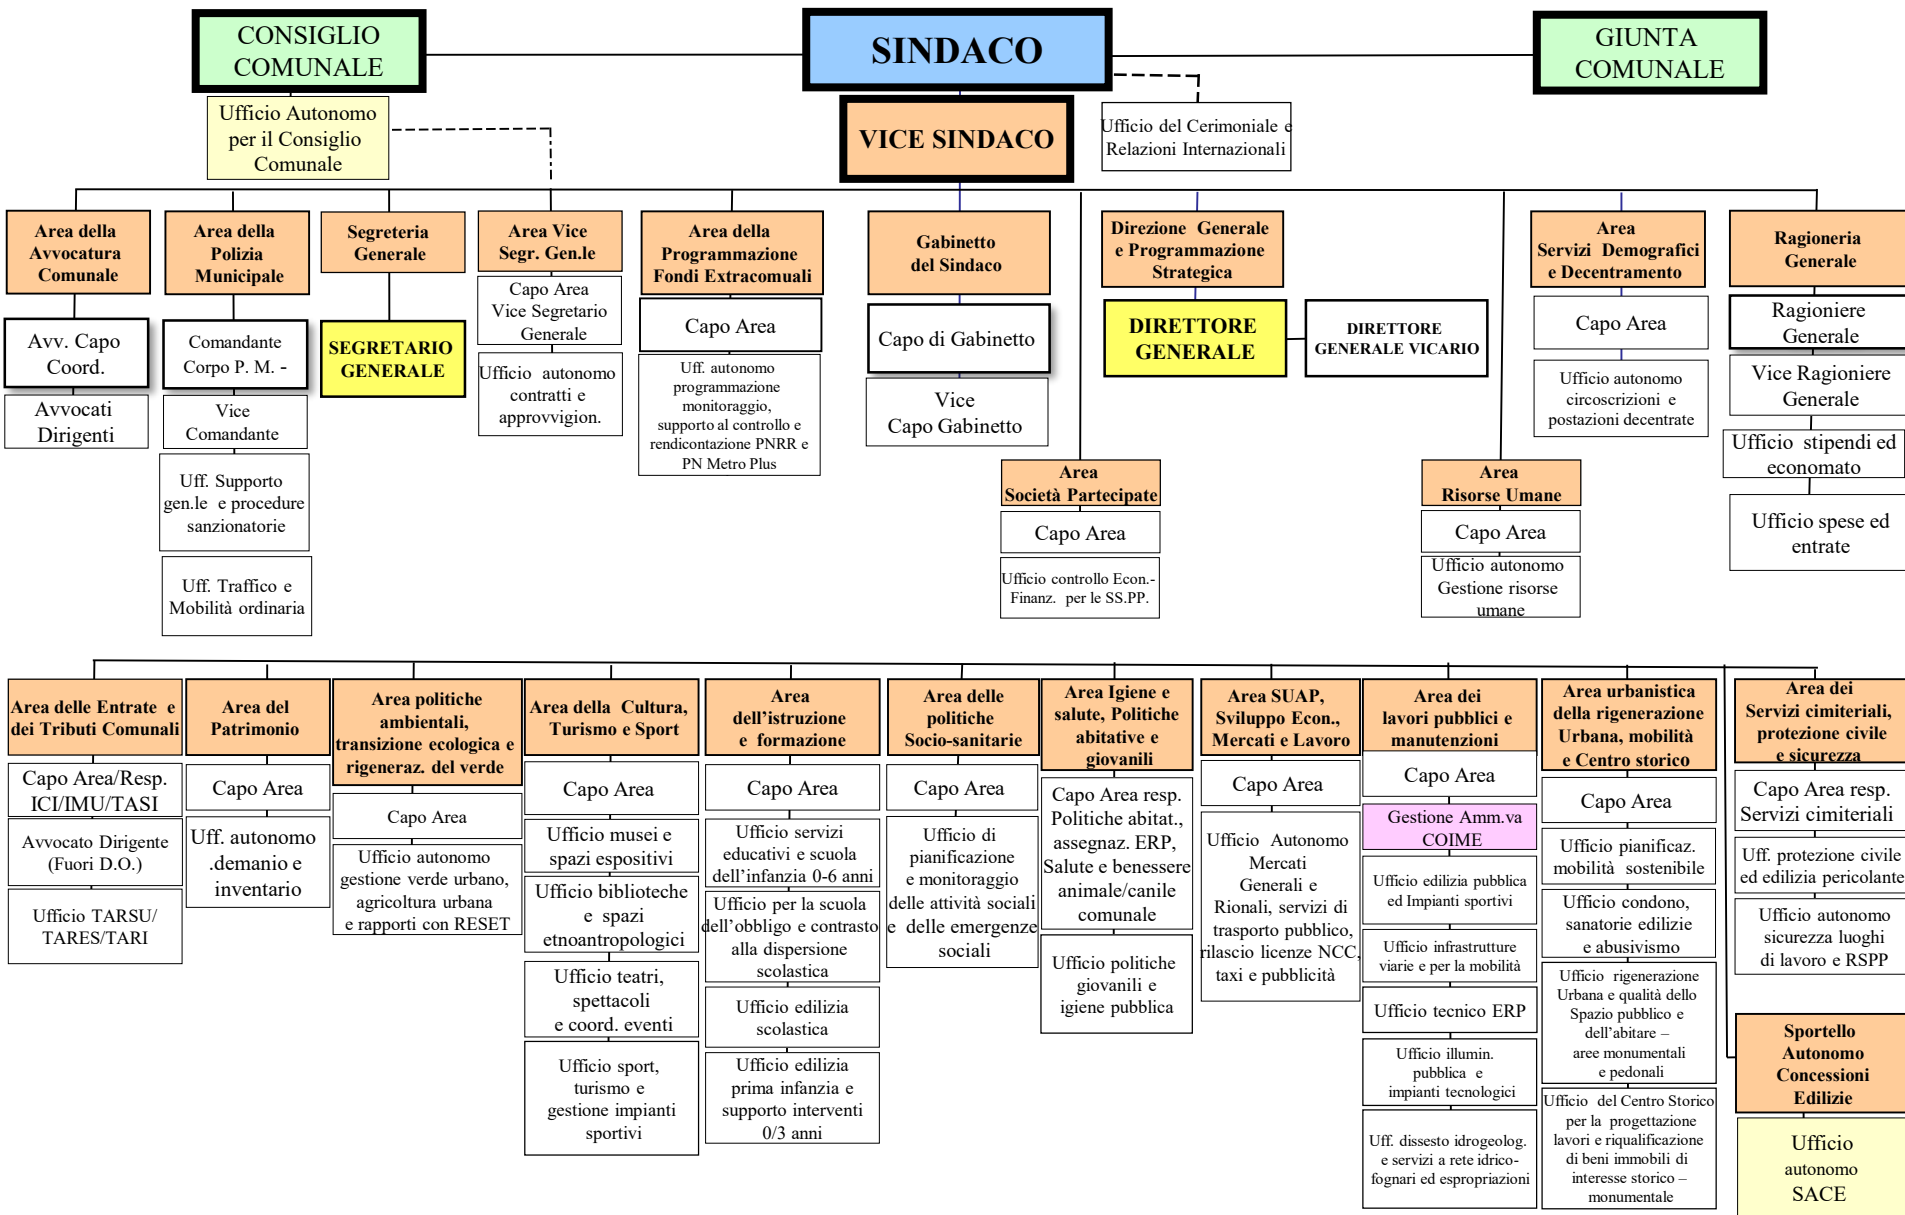 CONSIGLIO
COMUNALE
SINDACO
GIUNTA
COMUNALE
Ufficio Autonomo
per il Consiglio
Comunale
VICE SINDACO
Ufficio del Cerimoniale e
Relazioni Internazionali
Area della
Avvocatura
Comunale
Avv. Capo
Coord.
Avvocati
Dirigenti
Area della
Polizia
Municipale
Comandante
Corpo P. M. -
Vice
Comandante
Uff. Supporto
gen.le e procedure
sanzionatorie
Uff. Traffico e
Mobilità ordinaria
Segreteria
Generale
SEGRETARIO
GENERALE
Area Vice
Segr. Gen.le
Capo Area
Vice Segretario
Generale
Ufficio autonomo
contratti e
approvvigion.
Area della
Programmazione
Fondi Extracomuali
Capo Area
Uff. autonomo
programmazione
monitoraggio,
supporto al controllo e
rendicontazione PNRR e
PN Metro Plus
Gabinetto
del Sindaco
Capo di Gabinetto
Vice
Capo Gabinetto
Area
Società Partecipate
Capo Area
Ufficio controllo Econ.-
Finanz. per le SS.PP.
Direzione Generale
e Programmazione
Strategica
DIRETTORE
GENERALE
DIRETTORE
GENERALE VICARIO
Area
Risorse Umane
Capo Area
Ufficio autonomo
Gestione risorse
umane
Area
Servizi Demografici
e Decentramento
Capo Area
Ufficio autonomo
circoscrizioni e
postazioni decentrate
Ragioneria
Generale
Ragioniere
Generale
Vice Ragioniere
Generale
Ufficio stipendi ed
economato
Ufficio spese ed
entrate
Area delle Entrate e
dei Tributi Comunali
Capo Area/Resp.
ICI/IMU/TASI
Avvocato Dirigente
(Fuori D.O.)
Ufficio TARSU/
TARES/TARI
Area del
Patrimonio
Capo Area
Uff. autonomo
.demanio e
inventario
Area politiche
ambientali,
transizione ecologica e
rigeneraz. del verde
Capo Area
Ufficio autonomo
gestione verde urbano,
agricoltura urbana
e rapporti con RESET
Area della Cultura,
Turismo e Sport
Capo Area
Ufficio musei e
spazi espositivi
Ufficio biblioteche
e spazi
etnoantropologici
Ufficio teatri,
spettacoli
e coord. eventi
Ufficio sport,
turismo e
gestione impianti
sportivi
Area
dell'istruzione
e formazione
Capo Area
Ufficio servizi
educativi e scuola
dell'infanzia 0-6 anni
Ufficio per la scuola
dell'obbligo e contrasto
alla dispersione
scolastica
Ufficio edilizia
scolastica
Ufficio edilizia
prima infanzia e
supporto interventi
0/3 anni
Area delle
politiche
Socio-sanitarie
Capo Area
Ufficio di
pianificazione
e monitoraggio
delle attività sociali
e delle emergenze
sociali
Area Igiene e
salute, Politiche
abitative e
giovanili
Capo Area resp.
Politiche abitat.,
assegnaz. ERP,
Salute e benessere
animale/canile
comunale
Ufficio politiche
giovanili e
igiene pubblica
Area SUAP,
Sviluppo Econ.,
Mercati e Lavoro
Capo Area
Ufficio Autonomo
Mercati
Generali e
Rionali, servizi di
trasporto pubblico,
rilascio licenze NCC,
taxi e pubblicità
Area dei
lavori pubblici e
manutenzioni
Capo Area
Gestione Amm.va
COIME
Ufficio edilizia pubblica
ed Impianti sportivi
Ufficio infrastrutture
viarie e per la mobilità
Ufficio tecnico ERP
Ufficio illumin.
pubblica e
impianti tecnologici
Uff. dissesto idrogeolog.
e servizi a rete idrico-
fognari ed espropriazioni
Area urbanistica
della rigenerazione
Urbana, mobilità
e Centro storico
Capo Area
Ufficio pianificaz.
mobilità sostenibile
Ufficio condono,
sanatorie edilizie
e abusivismo
Ufficio rigenerazione
Urbana e qualità dello
Spazio pubblico e
dell'abitare –
aree monumentali
e pedonali
Ufficio del Centro Storico
per la progettazione
lavori e riqualificazione
di beni immobili di
interesse storico –
monumentale
Area dei
Servizi cimiteriali,
protezione civile
e sicurezza
Capo Area resp.
Servizi cimiteriali
Uff. protezione civile
ed edilizia pericolante
Ufficio autonomo
sicurezza luoghi
di lavoro e RSPP
Sportello
Autonomo
Concessioni
Edilizie
Ufficio
autonomo
SACE